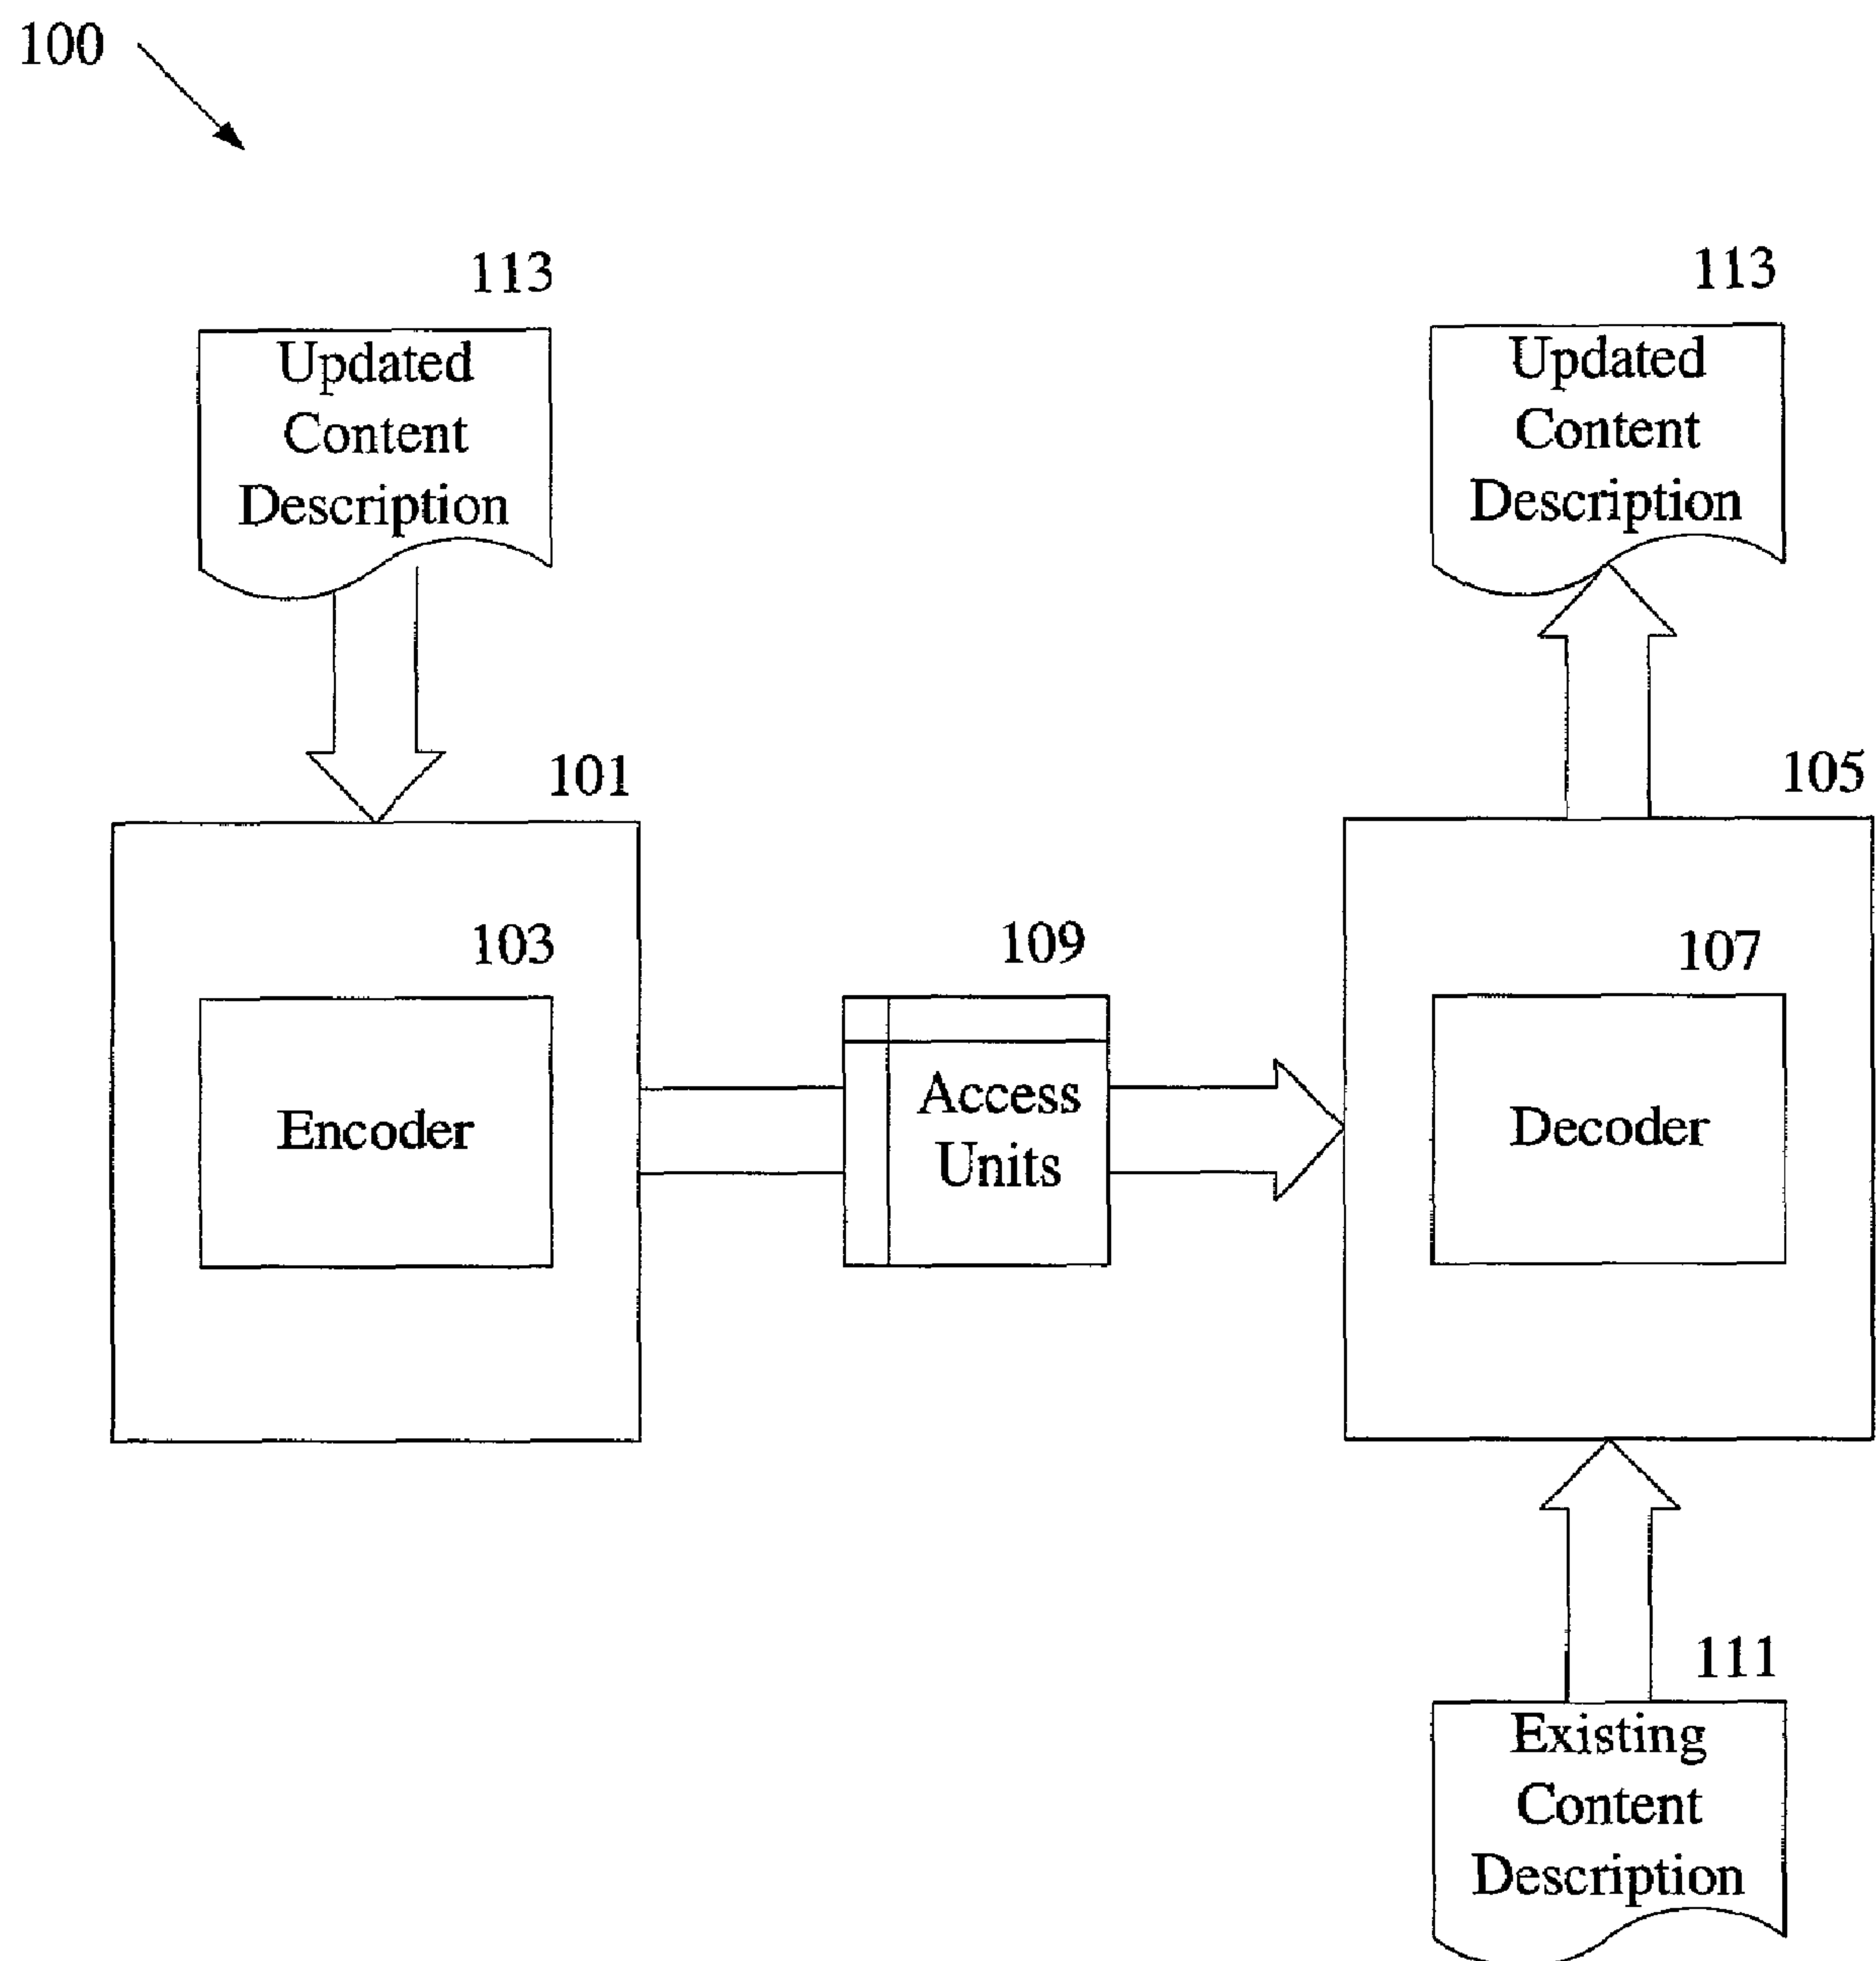 100
113
Updated
Content
Description
113
Updated
Content
Description
101
105
103
Encoder
109
Access
Units
107
Decoder
111
Existing
Content
Description